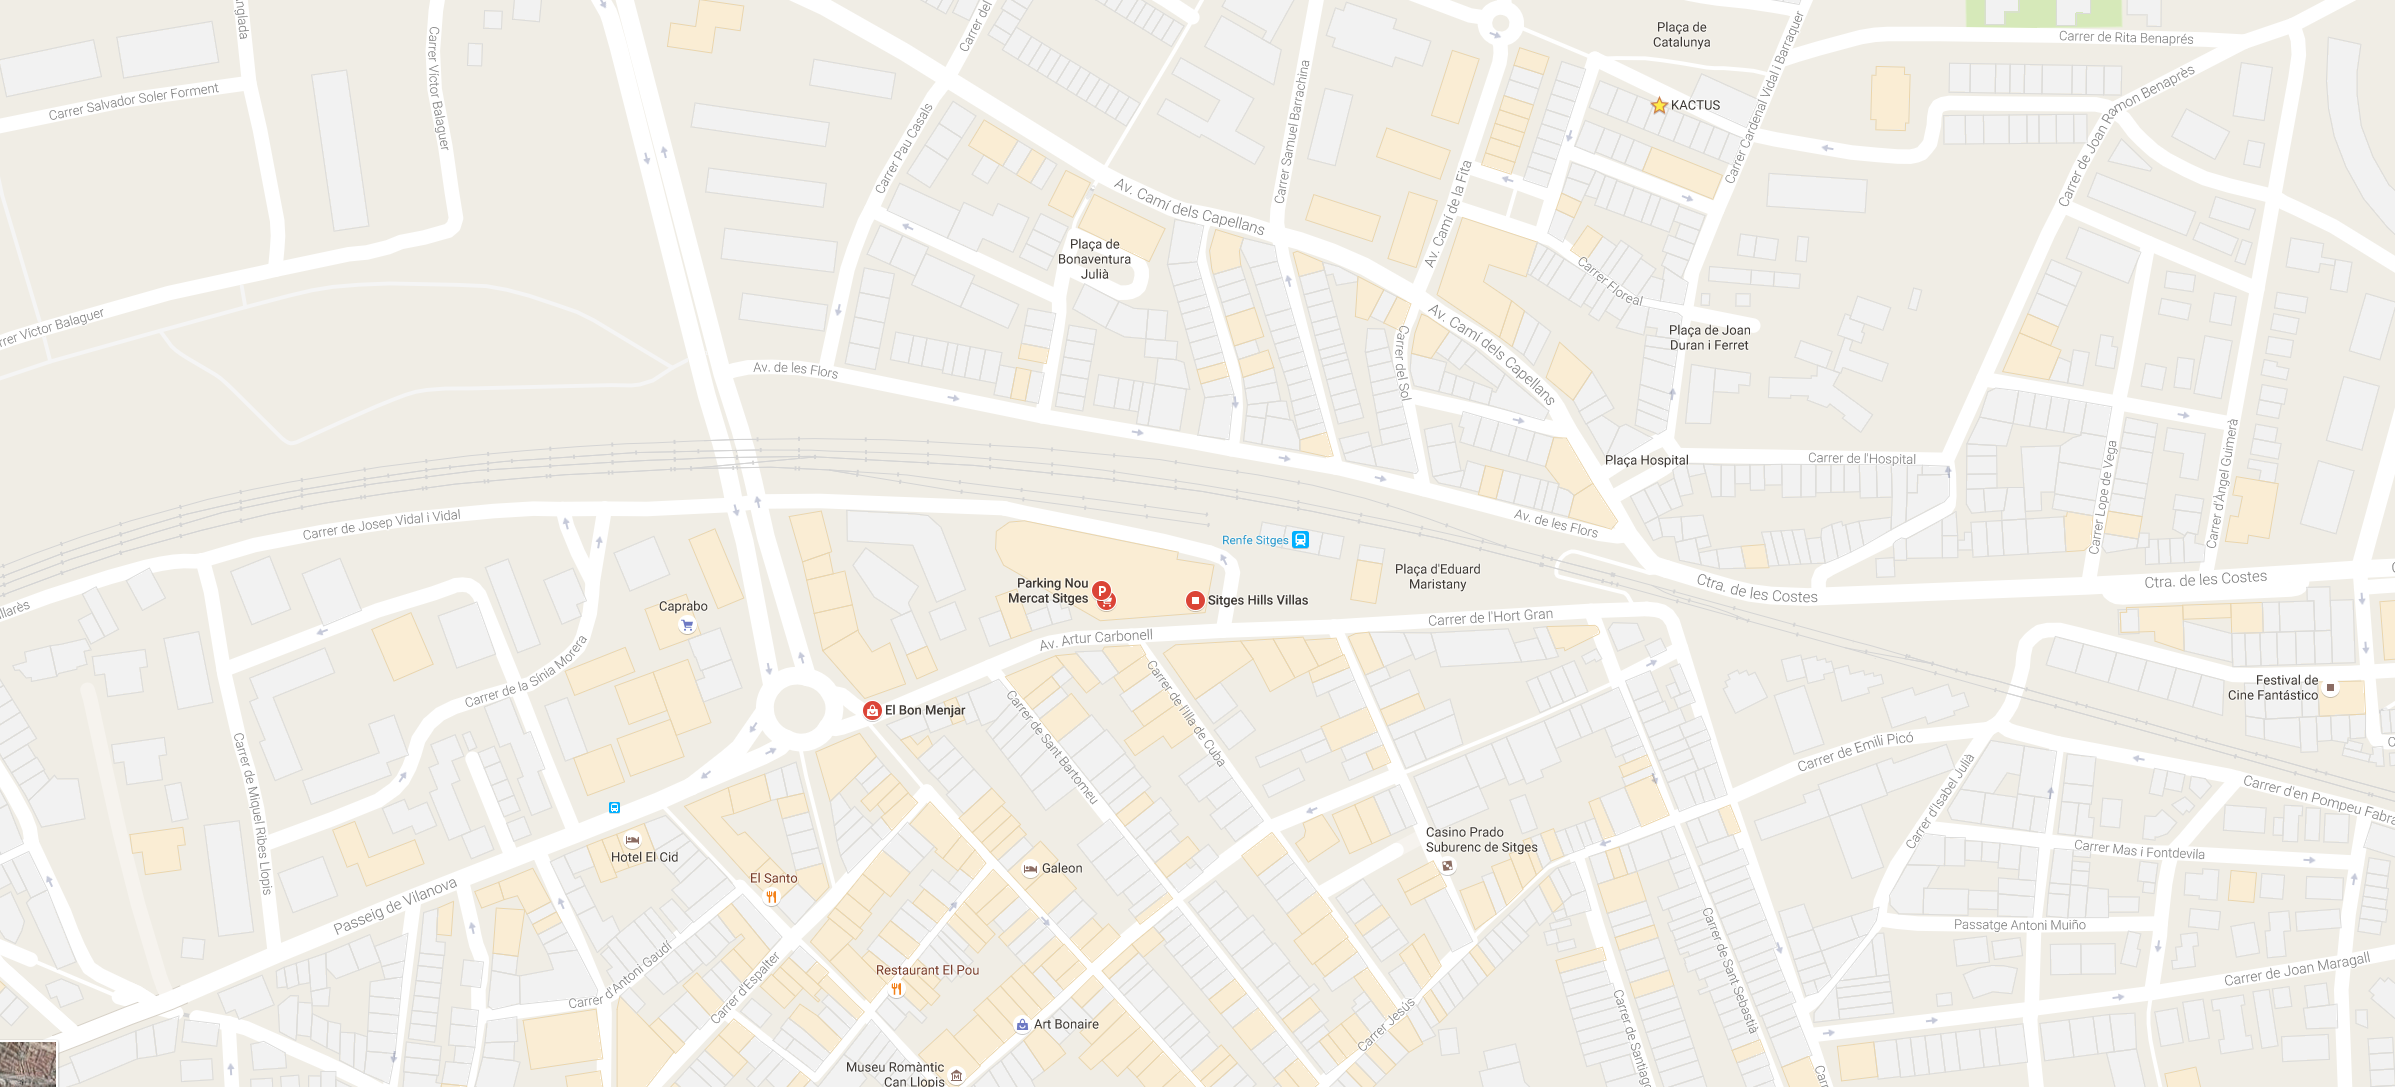 Plaça de
Catalunya
Carrer de Rita Benaprés
Carrer Victor Balaguer
Carrer Salvador Soler Forment
Carrer del
Carrer Pau Casals
Carrer Samuel Barrachina
KACTUS
Carrer Cardenal Vidal i Barraquer
Carrer de Joan Ramon Benaprès
Av. Camí dels Capellans
Av. Camí de la Fita
Plaça de
Bonaventura
Julià
Carrer Floreal
Plaça de Joan
Duran i Ferret
Victor Balaguer
Av. de les Flors
Carrer del Sol
Av. Camí dels Capellans
Plaça Hospital
Carrer de l'Hospital
Carrer Lope de Vega
Carrer d'Àngel Guimerà
Carrer de Josep Vidal i Vidal
Av. de les Flors
Renfe Sitges
Plaça d'Eduard
Maristany
Ctra. de les Costes
Ctra. de les Costes
Parking Nou
Mercat Sitges
P
Sitges Hills Villas
Caprabo
Av. Artur Carbonell
Carrer de l'Hort Gran
Carrer de la Sínia Morera
El Bon Menjar
Carrer de Sant Bartomeu
Carrer de l'Illa de Cuba
Festival de
Cine Fantástico
Carrer de Emili Picó
Carrer de Miquel Ribes Llopis
Carrer d'Isabel Julià
Carrer d'en Pompeu Fabra
Hotel El Cid
El Santo
Galeon
Casino Prado
Suburenc de Sitges
Carrer Mas i Fontdevila
Passeig de Vilanova
Passatge Antoni Muiño
Carrer d'Antoni Gaudí
Carrer d'Espalter
Restaurant El Pou
Carrer de Sant Sebastià
Carrer de Joan Maragall
Art Bonaire
Carrer Jesús
Carrer de Santiago
Museu Romàntic
Can Llopis